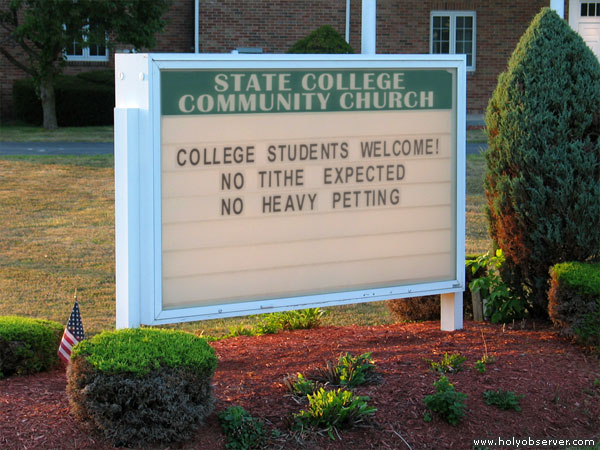 STATE COLLEGE
COMMUNITY CHURCH
COLLEGE STUDENTS WELCOME!
NO TITHE EXPECTED
NO HEAVY PETTING
www.holyobserver.com